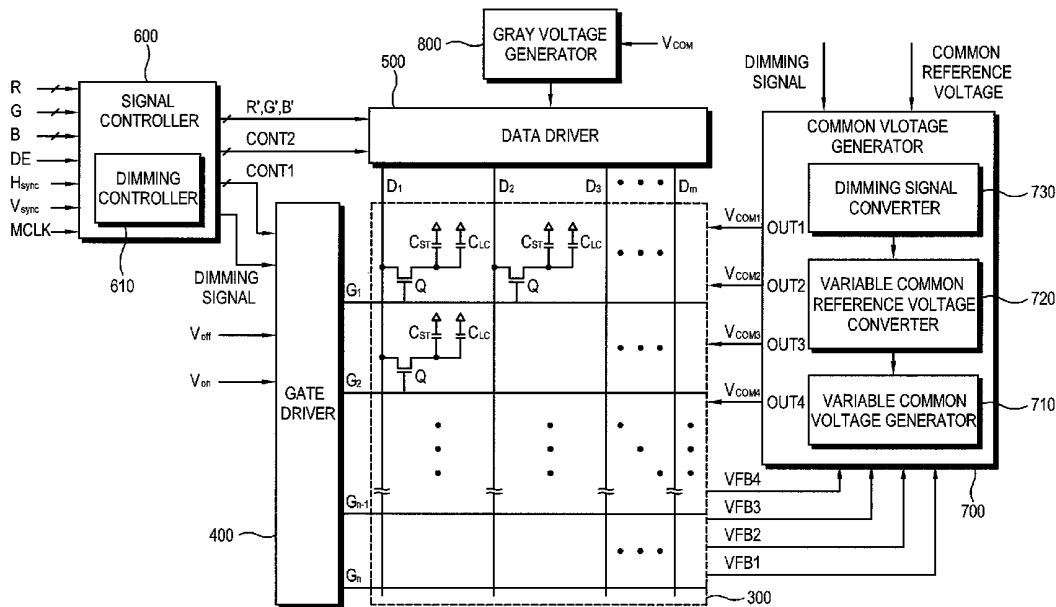 600
R
G
B
DE
Hsync
Vsync
MCLK
SIGNAL
CONTROLLER
DIMMING
CONTROLLER
610
R',G',B'
CONT2
CONT1
DIMMING
SIGNAL
Voff
Von
GATE
DRIVER
400
800
GRAY VOLTAGE
GENERATOR
VCOM
500
DATA DRIVER
D1
D2
D3
Dm
CST
CLC
Q
CST
CLC
Q
G1
CST
CLC
Q
G2
Gn-1
Gn
300
DIMMING
SIGNAL
COMMON
REFERENCE
VOLTAGE
COMMON VLOTAGE
GENERATOR
DIMMING SIGNAL
CONVERTER
730
VARIABLE COMMON
REFERENCE VOLTAGE
CONVERTER
720
VARIABLE COMMON
VOLTAGE GENERATOR
710
VCOM1
OUT1
VCOM2
OUT2
VCOM3
OUT3
VCOM4
OUT4
700
VFB4
VFB3
VFB2
VFB1